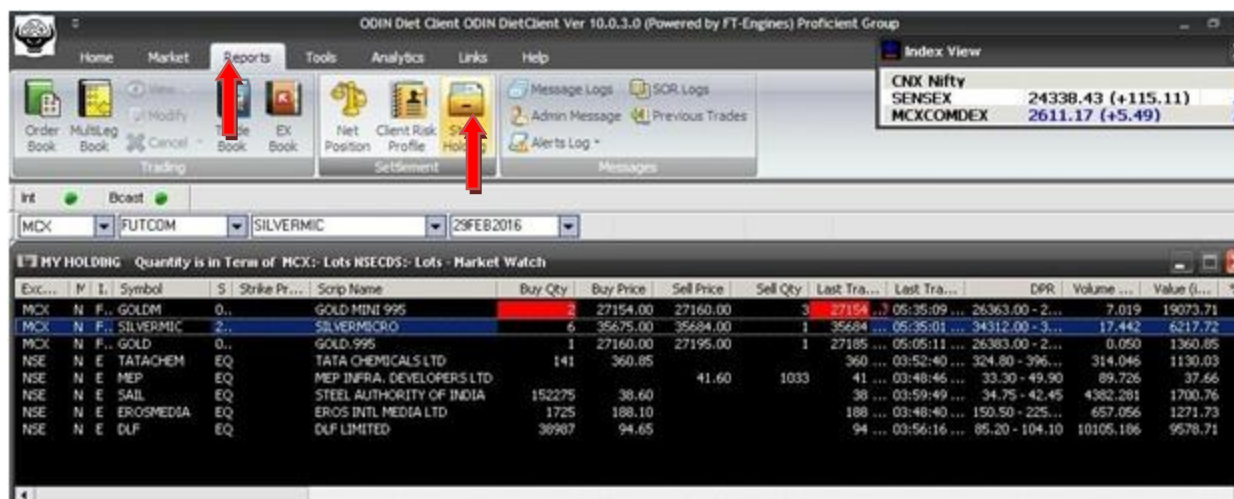 ODIN Diet Client ODIN DietClient Ver 10.0.3.0 (Powered by FT-Engines) Proficient Group
Home Market Reports Tools Analytics Links Help
Index View
CNX Nifty
SENSEX 24338.43 (+115.11)
MCXCOMDEX 2611.17 (+5.49)
View
Modify
Cancel
Order Book
MultiLeg Book
Book
EX Book
Net Position
Client Risk Profile
Holding
Message Logs SOR Logs
Admin Message Previous Trades
Alerts Log
Trading Settlement Messages
Int Bcast
MCX FUTCOM SILVERMIC 29FEB2016
MY HOLDING Quantity is in Term of MCX:- Lots NSECDS:- Lots - Market Watch
Exc... M I. Symbol S Strike Pr... Scrip Name Buy Qty Buy Price Sell Price Sell Qty Last Tra... Last Tra... DPR Volume ... Value (i...
MCX N F.. GOLDM 0.. GOLD MINI 995 2 27154.00 27160.00 3 27154 ... 05:35:09 ... 26363.00 - 2... 7.019 19073.71
MCX N F.. SILVERMIC 2.. SILVERMICRO 6 35675.00 35684.00 1 35684 ... 05:35:01 ... 34312.00 - 3... 17.442 6217.72
MCX N F.. GOLD 0.. GOLD.995 1 27160.00 27195.00 1 27185 ... 05:05:11 ... 26383.00 - 2... 0.050 1360.85
NSE N E TATACHEM EQ TATA CHEMICALS LTD 141 360.85 360 ... 03:52:40 ... 324.80 - 396... 314.046 1130.03
NSE N E MEP EQ MEP INFRA. DEVELOPERS LTD 41.60 1033 41 ... 03:48:46 ... 33.30 - 49.90 89.726 37.66
NSE N E SAIL EQ STEEL AUTHORITY OF INDIA 152275 38.60 38 ... 03:59:49 ... 34.75 - 42.45 4382.281 1700.76
NSE N E EROSMEDIA EQ EROS INTL MEDIA LTD 1725 188.10 188 ... 03:48:40 ... 150.50 - 225... 657.056 1271.73
NSE N E DLF EQ DLF LIMITED 38987 94.65 94 ... 03:56:16 ... 85.20 - 104.10 10105.186 9578.71